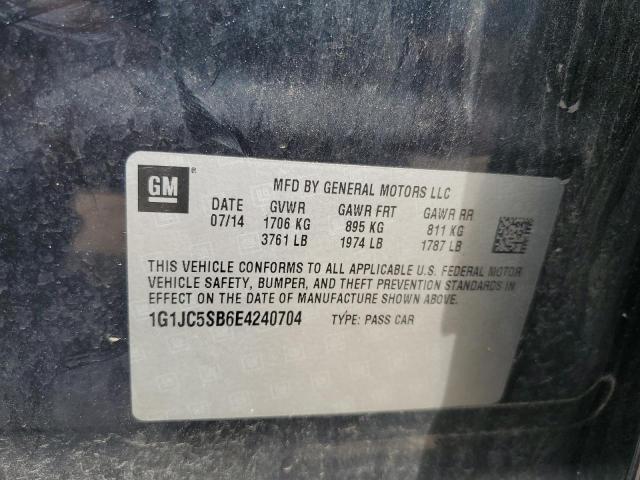 GM ®
MFD BY GENERAL MOTORS LLC
DATE GVWR GAWR FRT GAWR RR
07/14 1706 KG 895 KG 811 KG
3761 LB 1974 LB 1787 LB
THIS VEHICLE CONFORMS TO ALL APPLICABLE U.S. FEDERAL MOTOR
VEHICLE SAFETY, BUMPER, AND THEFT PREVENTION STANDARDS
IN EFFECT ON THE DATE OF MANUFACTURE SHOWN ABOVE.
1G1JC5SB6E4240704 TYPE: PASS CAR